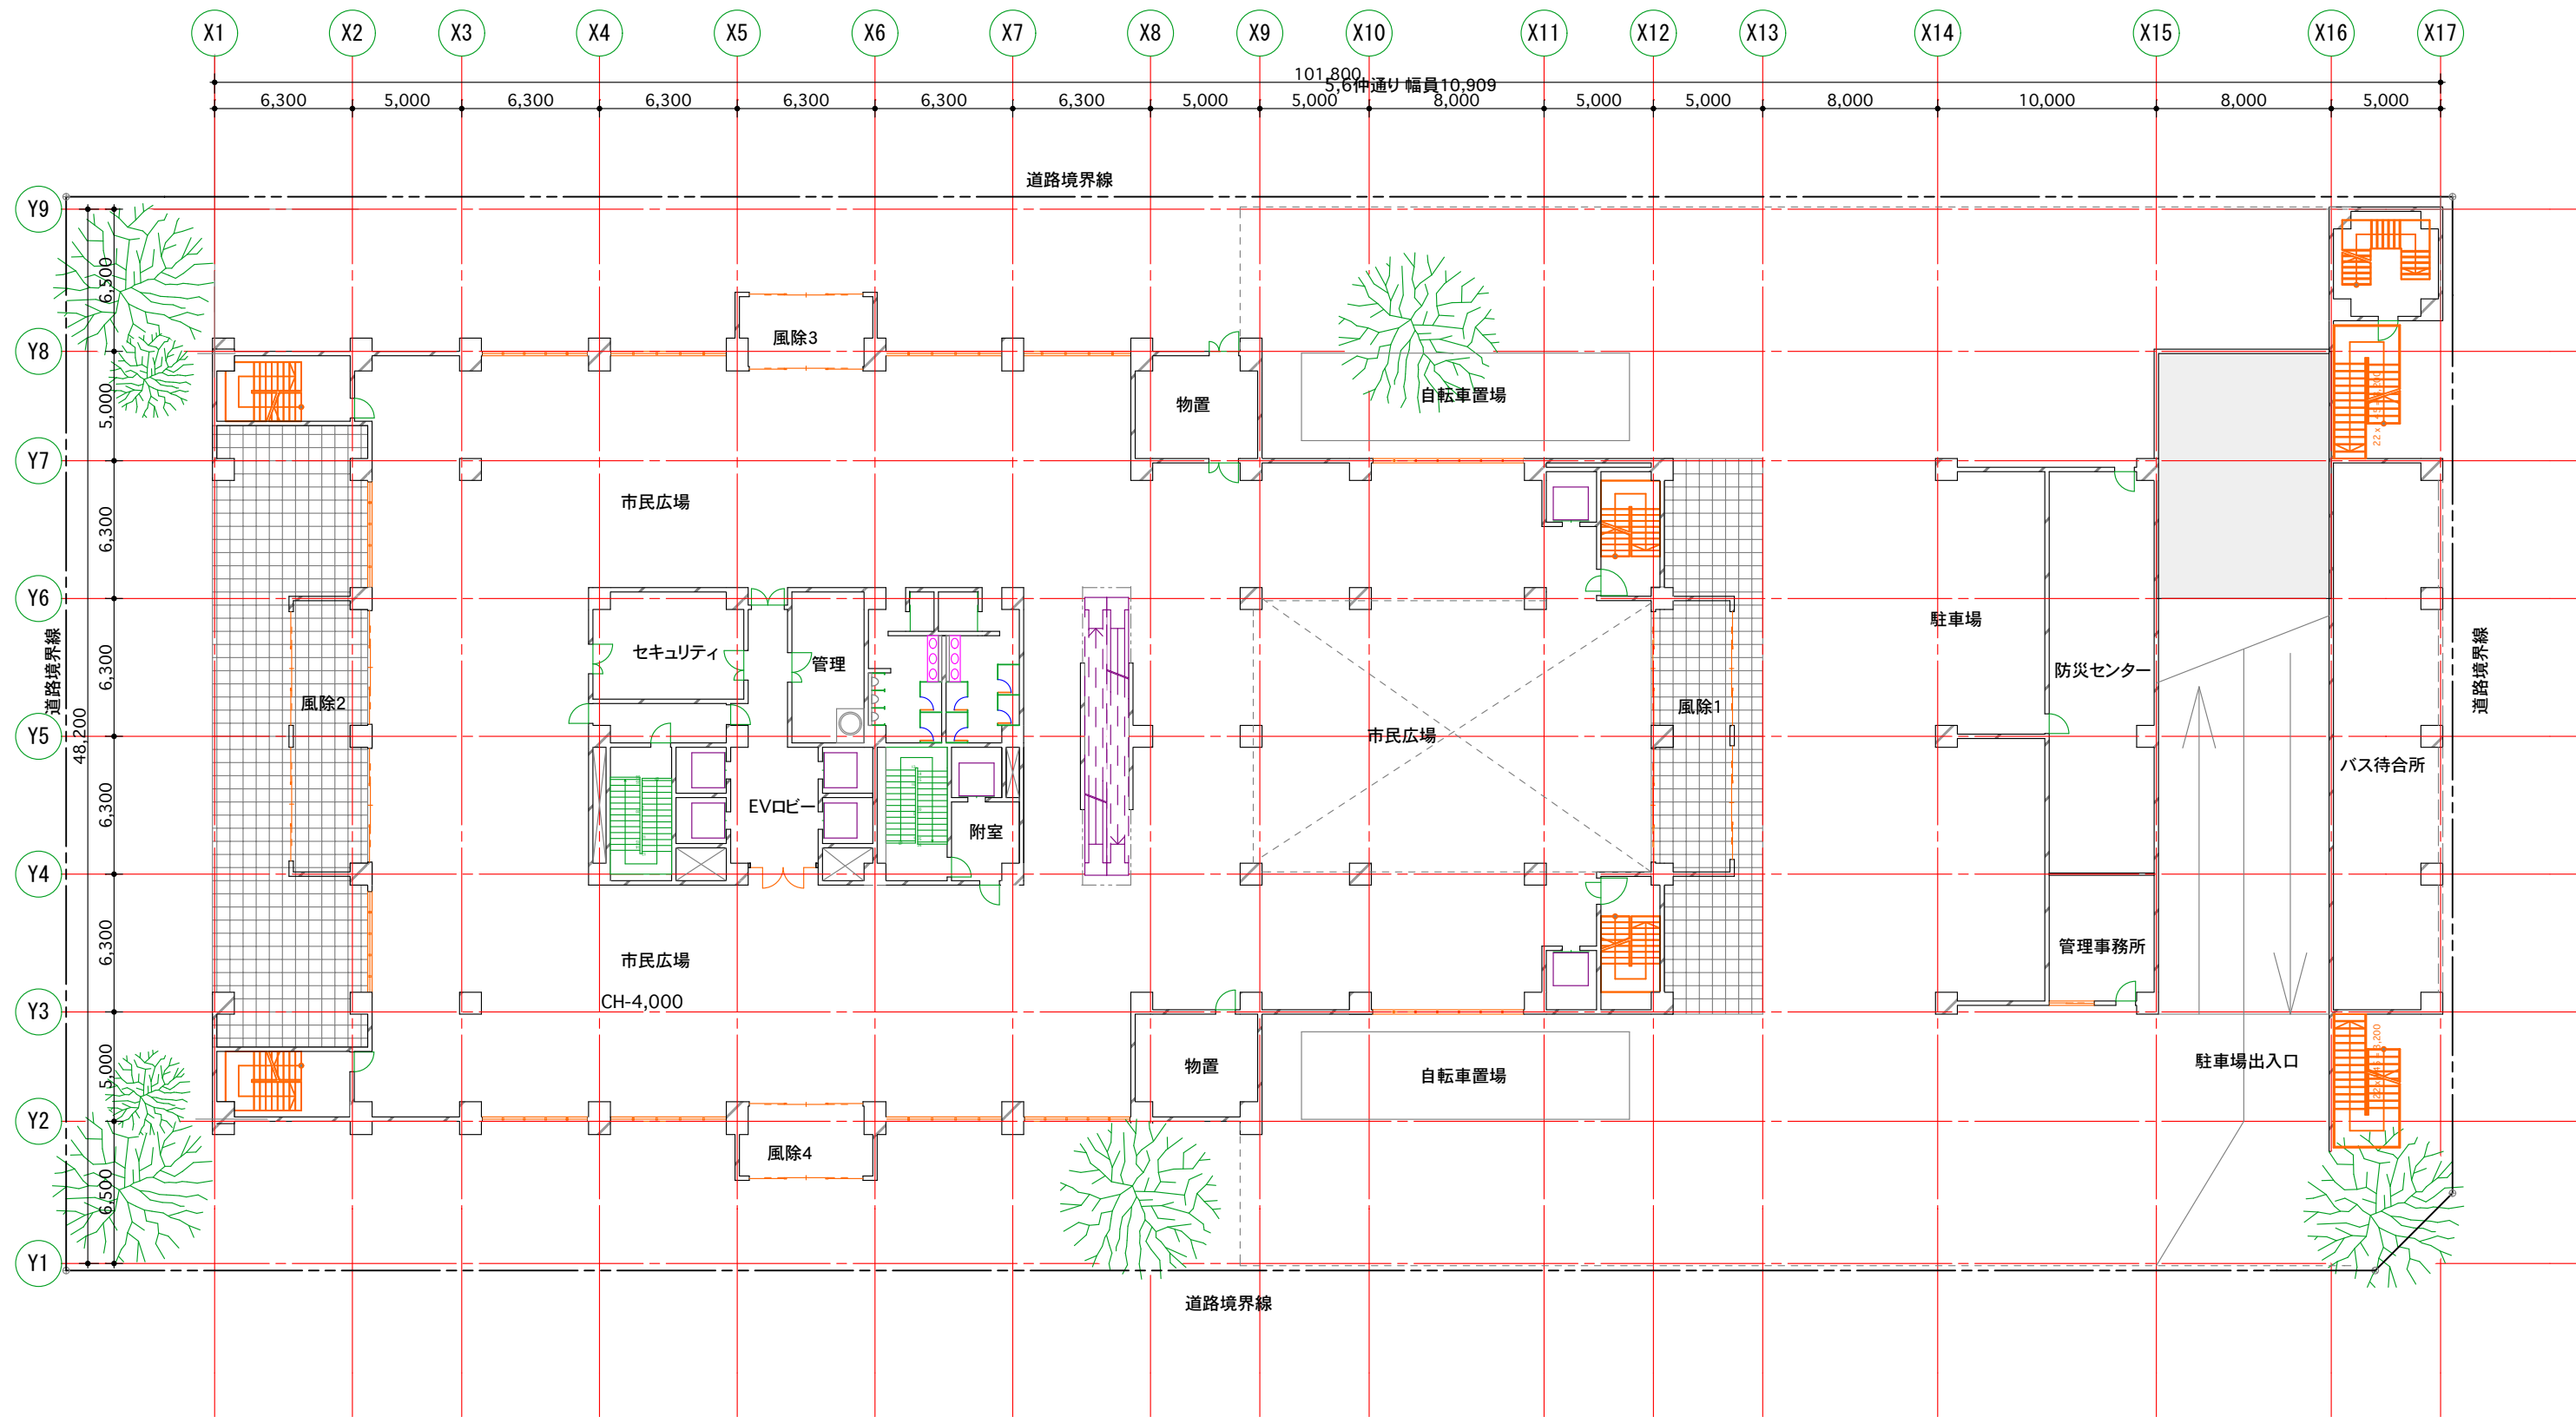 X1 X2 X3 X4 X5 X6 X7 X8 X9 X10 X11 X12 X13 X14 X15 X16 X17
101,800
5,6仲通り 幅員10,909
6,300 5,000 6,300 6,300 6,300 6,300 6,300 5,000 5,000 8,000 5,000 5,000 8,000 10,000 8,000 5,000
道路境界線
Y9
6,500
風除3
Y8
5,000
物置
自転車置場
Y7
市民広場
6,300
Y6
駐車場
セキュリティ
管理
防災センター
6,300
道路境界線
道路境界線
風除2
風除1
Y5
48,200
市民広場
バス待合所
6,300
EVロビー
附室
Y4
6,300
市民広場
管理事務所
CH-4,000
Y3
5,000
物置
自転車置場
駐車場出入口
Y2
風除4
6,500
Y1
道路境界線